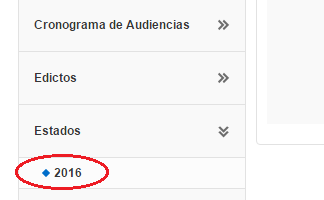 Cronograma de Audiencias
Edictos
Estados
2016